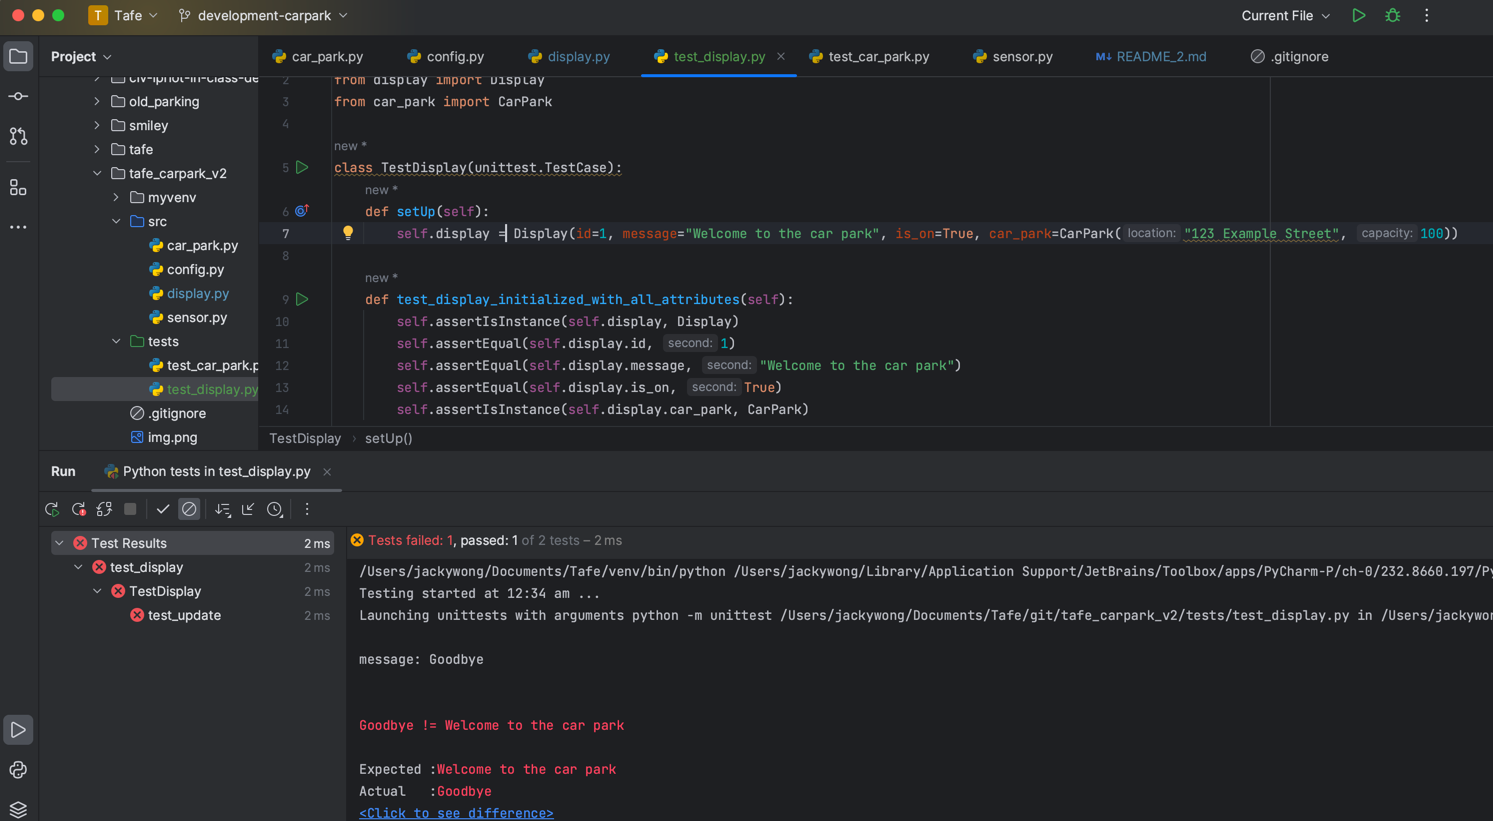 T Tafe development-carpark Current File
Project car_park.py config.py display.py test_display.py test_car_park.py sensor.py M↓ README_2.md .gitignore
old_parking
smiley
tafe
tafe_carpark_v2
myvenv
src
car_park.py
config.py
display.py
sensor.py
tests
test_car_park.p
test_display.py
.gitignore
img.png
2 from display import Display
3 from car_park import CarPark
4
new *
5 class TestDisplay(unittest.TestCase):
new *
6 def setUp(self):
7 self.display = Display(id=1, message="Welcome to the car park", is_on=True, car_park=CarPark( location: "123 Example Street", capacity: 100))
8
new *
9 def test_display_initialized_with_all_attributes(self):
10 self.assertIsInstance(self.display, Display)
11 self.assertEqual(self.display.id, second: 1)
12 self.assertEqual(self.display.message, second: "Welcome to the car park")
13 self.assertEqual(self.display.is_on, second: True)
14 self.assertIsInstance(self.display.car_park, CarPark)
TestDisplay › setUp()
Run Python tests in test_display.py
Test Results 2 ms
test_display 2 ms
TestDisplay 2 ms
test_update 2 ms
Tests failed: 1, passed: 1 of 2 tests – 2 ms
/Users/jackywong/Documents/Tafe/venv/bin/python /Users/jackywong/Library/Application Support/JetBrains/Toolbox/apps/PyCharm-P/ch-0/232.8660.197/Py
Testing started at 12:34 am ...
Launching unittests with arguments python -m unittest /Users/jackywong/Documents/Tafe/git/tafe_carpark_v2/tests/test_display.py in /Users/jackywon
message: Goodbye
Goodbye != Welcome to the car park
Expected :Welcome to the car park
Actual :Goodbye
<Click to see difference>